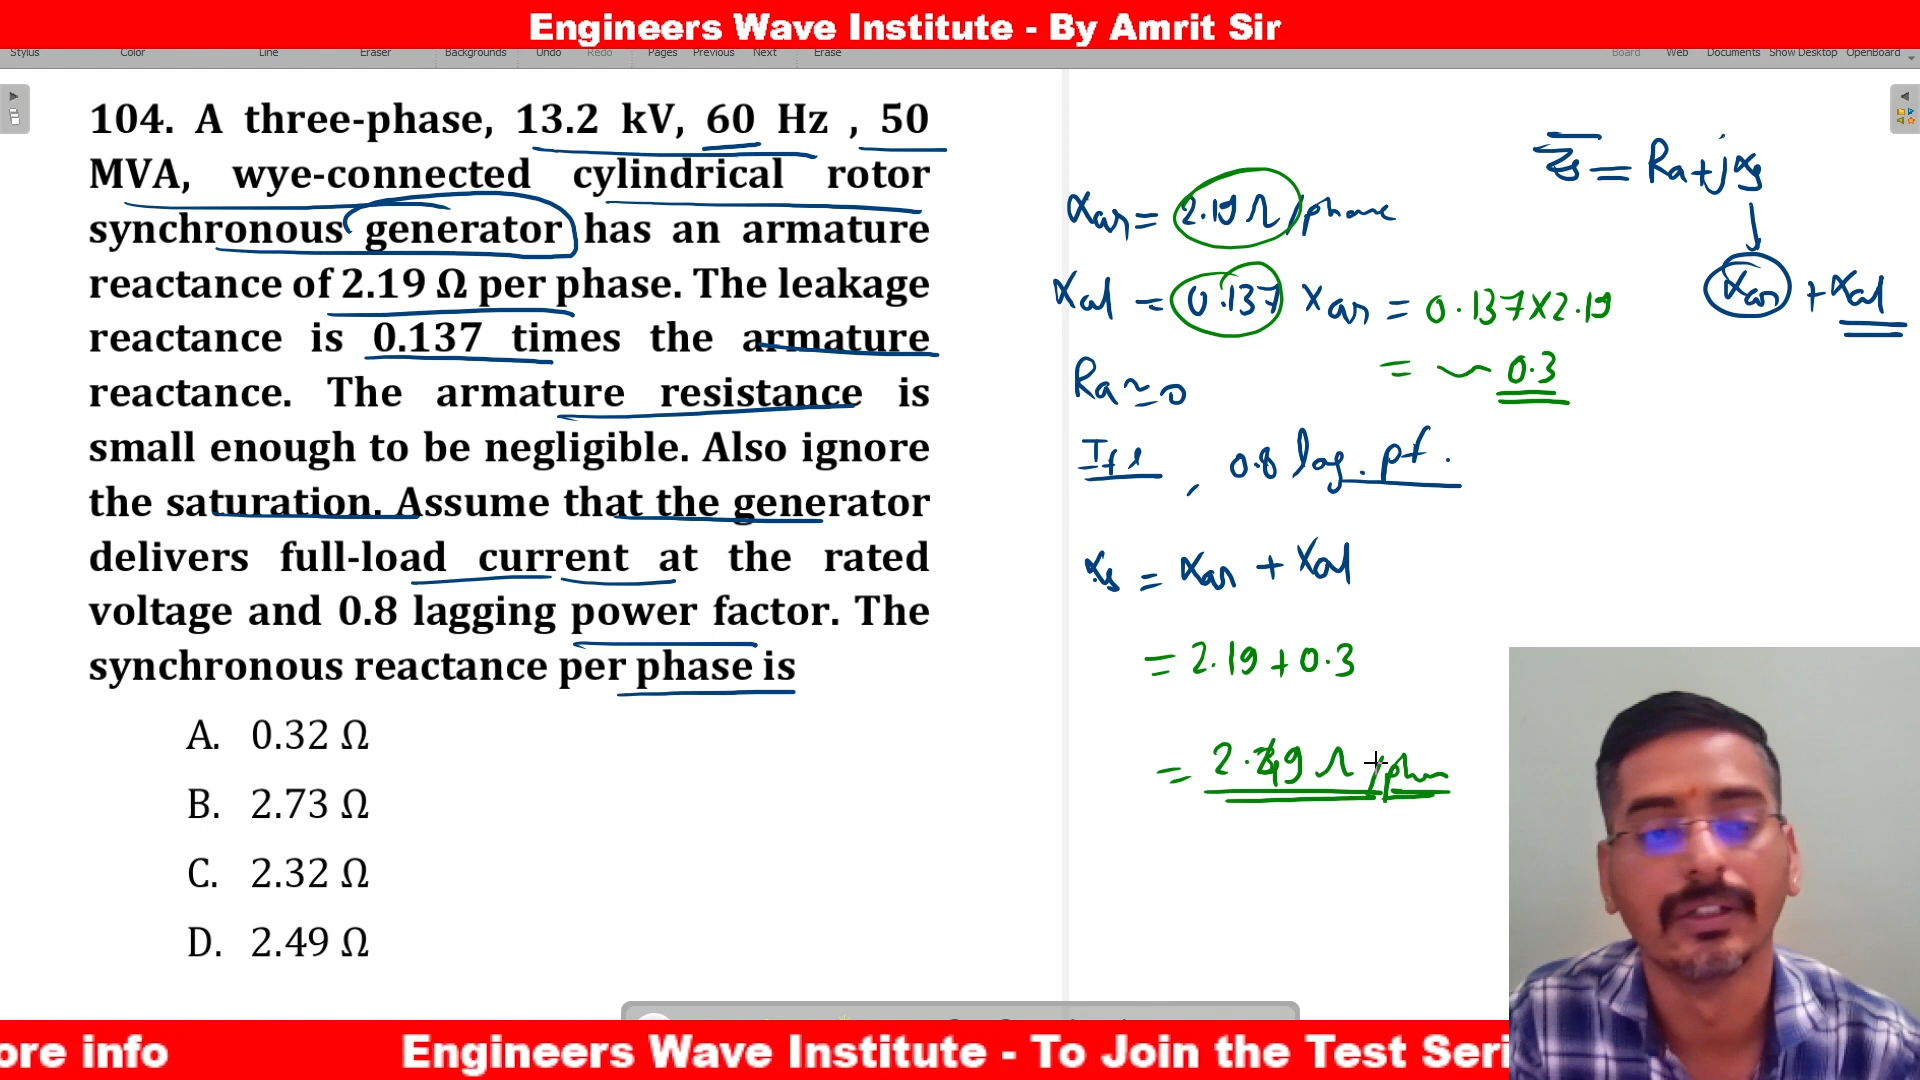 Engineers Wave Institute - By Amrit Sir
Stylus Color Line Eraser Backgrounds Undo Redo Pages Previous Next Erase Board Web Documents Show Desktop OpenBoard
104. A three-phase, 13.2 kV, 60 Hz , 50
MVA, wye-connected cylindrical rotor
synchronous generator has an armature
reactance of 2.19 Ω per phase. The leakage
reactance is 0.137 times the armature
reactance. The armature resistance is
small enough to be negligible. Also ignore
the saturation. Assume that the generator
delivers full-load current at the rated
voltage and 0.8 lagging power factor. The
synchronous reactance per phase is
A. 0.32 Ω
B. 2.73 Ω
C. 2.32 Ω
D. 2.49 Ω
Zs = Ra+jXs
Xar + Xal
Xar = 2.19 Ω /phase
Xal = 0.137 Xar = 0.137×2.19
= 0.3
Ra ≃ 0
Ifl , 0.8 lag. pf.
Xs = Xar + Xal
= 2.19 + 0.3
= 2.49 Ω /phase
ore info Engineers Wave Institute - To Join the Test Seri